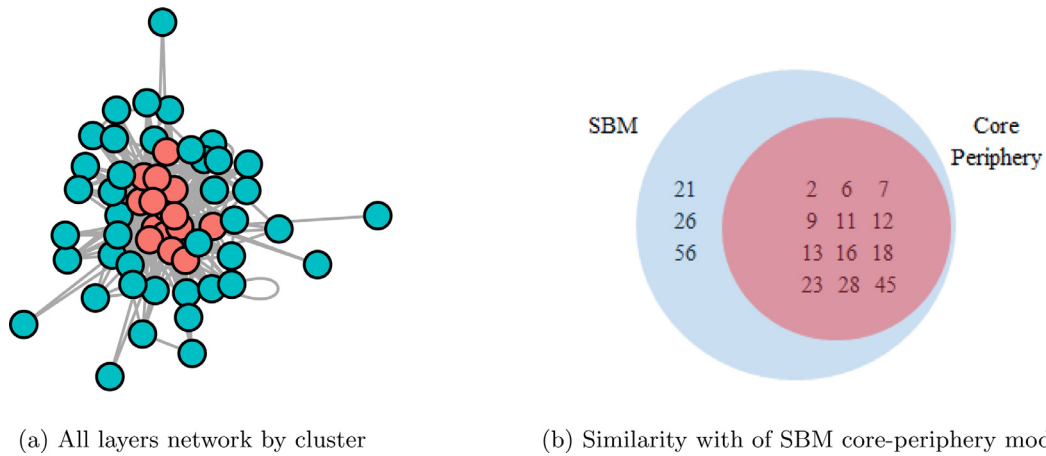 SBM
Core
Periphery
21
26
56
2 6 7
9 11 12
13 16 18
23 28 45
(a) All layers network by cluster
(b) Similarity with of SBM core-periphery